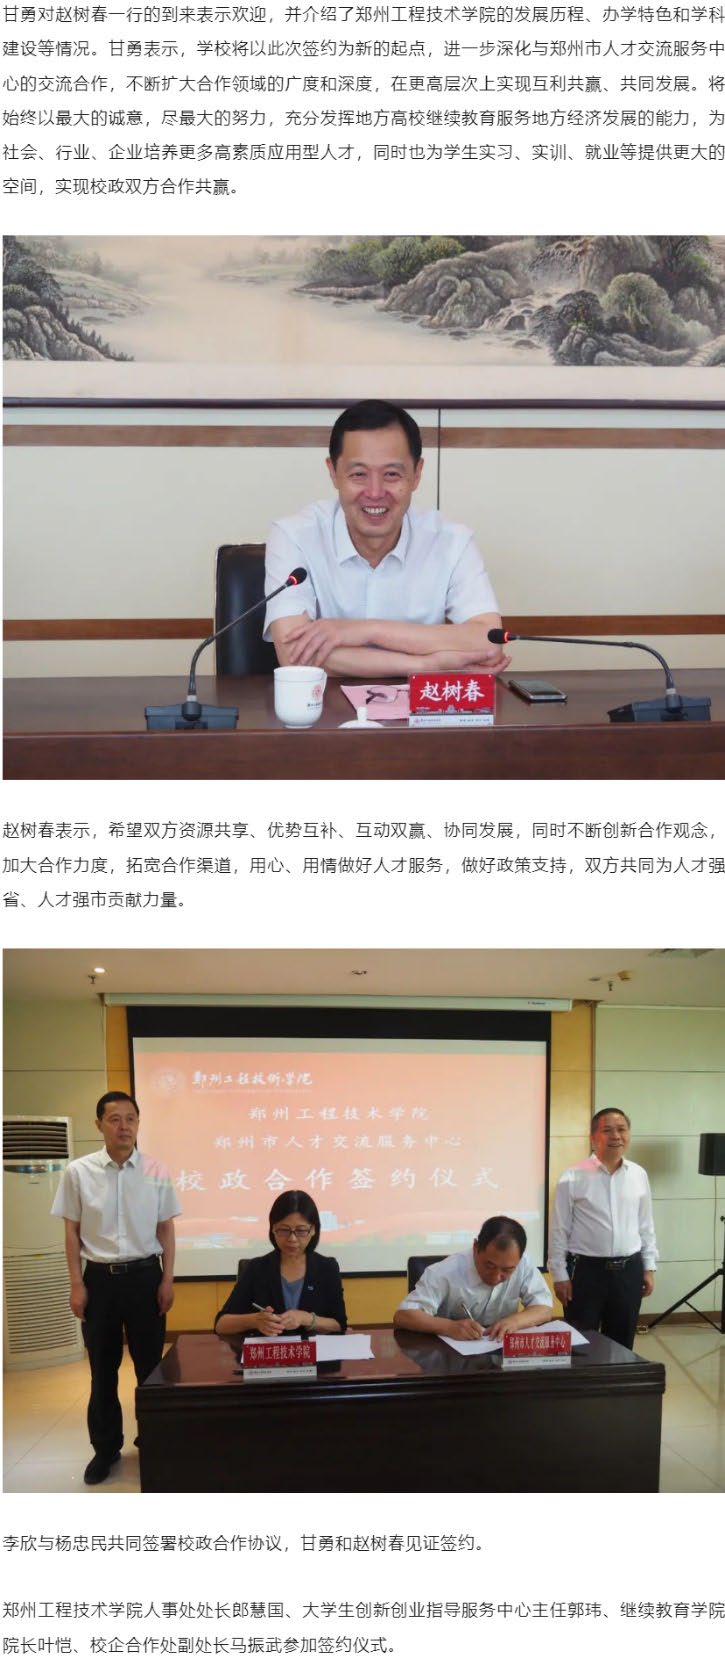 甘勇对赵树春一行的到来表示欢迎，并介绍了郑州工程技术学院的发展历程、办学特色和学科
建设等情况。甘勇表示，学校将以此次签约为新的起点，进一步深化与郑州市人才交流服务中
心的交流合作，不断扩大合作领域的广度和深度，在更高层次上实现互利共赢、共同发展。将
始终以最大的诚意，尽最大的努力，充分发挥地方高校继续教育服务地方经济发展的能力，为
社会、行业、企业培养更多高素质应用型人才，同时也为学生实习、实训、就业等提供更大的
空间，实现校政双方合作共赢。
赵树春
赵树春表示，希望双方资源共享、优势互补、互动双赢、协同发展，同时不断创新合作观念，
加大合作力度，拓宽合作渠道，用心、用情做好人才服务，做好政策支持，双方共同为人才强
省、人才强市贡献力量。
郑州工程技术学院
郑州工程技术学院
郑州市人才交流服务中心
校政合作签约仪式
郑州工程技术学院
郑州市人才交流服务中心
李欣与杨忠民共同签署校政合作协议，甘勇和赵树春见证签约。
郑州工程技术学院人事处处长郎慧国、大学生创新创业指导服务中心主任郭玮、继续教育学院
院长叶恺、校企合作处副处长马振武参加签约仪式。